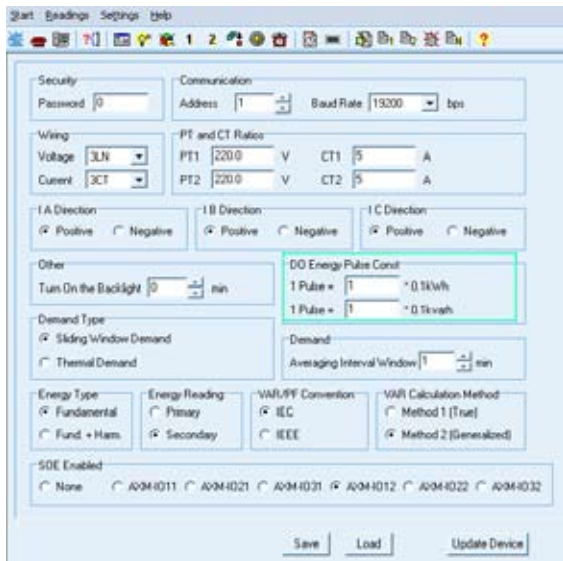 Start Readings Settings Help
1 2
Security
Password 0
Communication
Address 1 Baud Rate 19200 bps
Wiring
Voltage 3LN
Current 3CT
PT and CT Ratios
PT1 220.0 V CT1 5 A
PT2 220.0 V CT2 5 A
I A Direction
Positive Negative
I B Direction
Positive Negative
I C Direction
Positive Negative
Other
Turn On the Backlight 0 min
DO Energy Pulse Const
1 Pulse = 1 * 0.1kWh
1 Pulse = 1 * 0.1kvarh
Demand Type
Sliding Window Demand
Thermal Demand
Demand
Averaging Interval Window 1 min
Energy Type
Fundamental
Fund. + Harm.
Energy Reading
Primary
Secondary
VAR/PF Convention
IEC
IEEE
VAR Calculation Method
Method 1 (True)
Method 2 (Generalized)
SOE Enabled
None AXM-IO11 AXM-IO21 AXM-IO31 AXM-IO12 AXM-IO22 AXM-IO32
Save Load Update Device